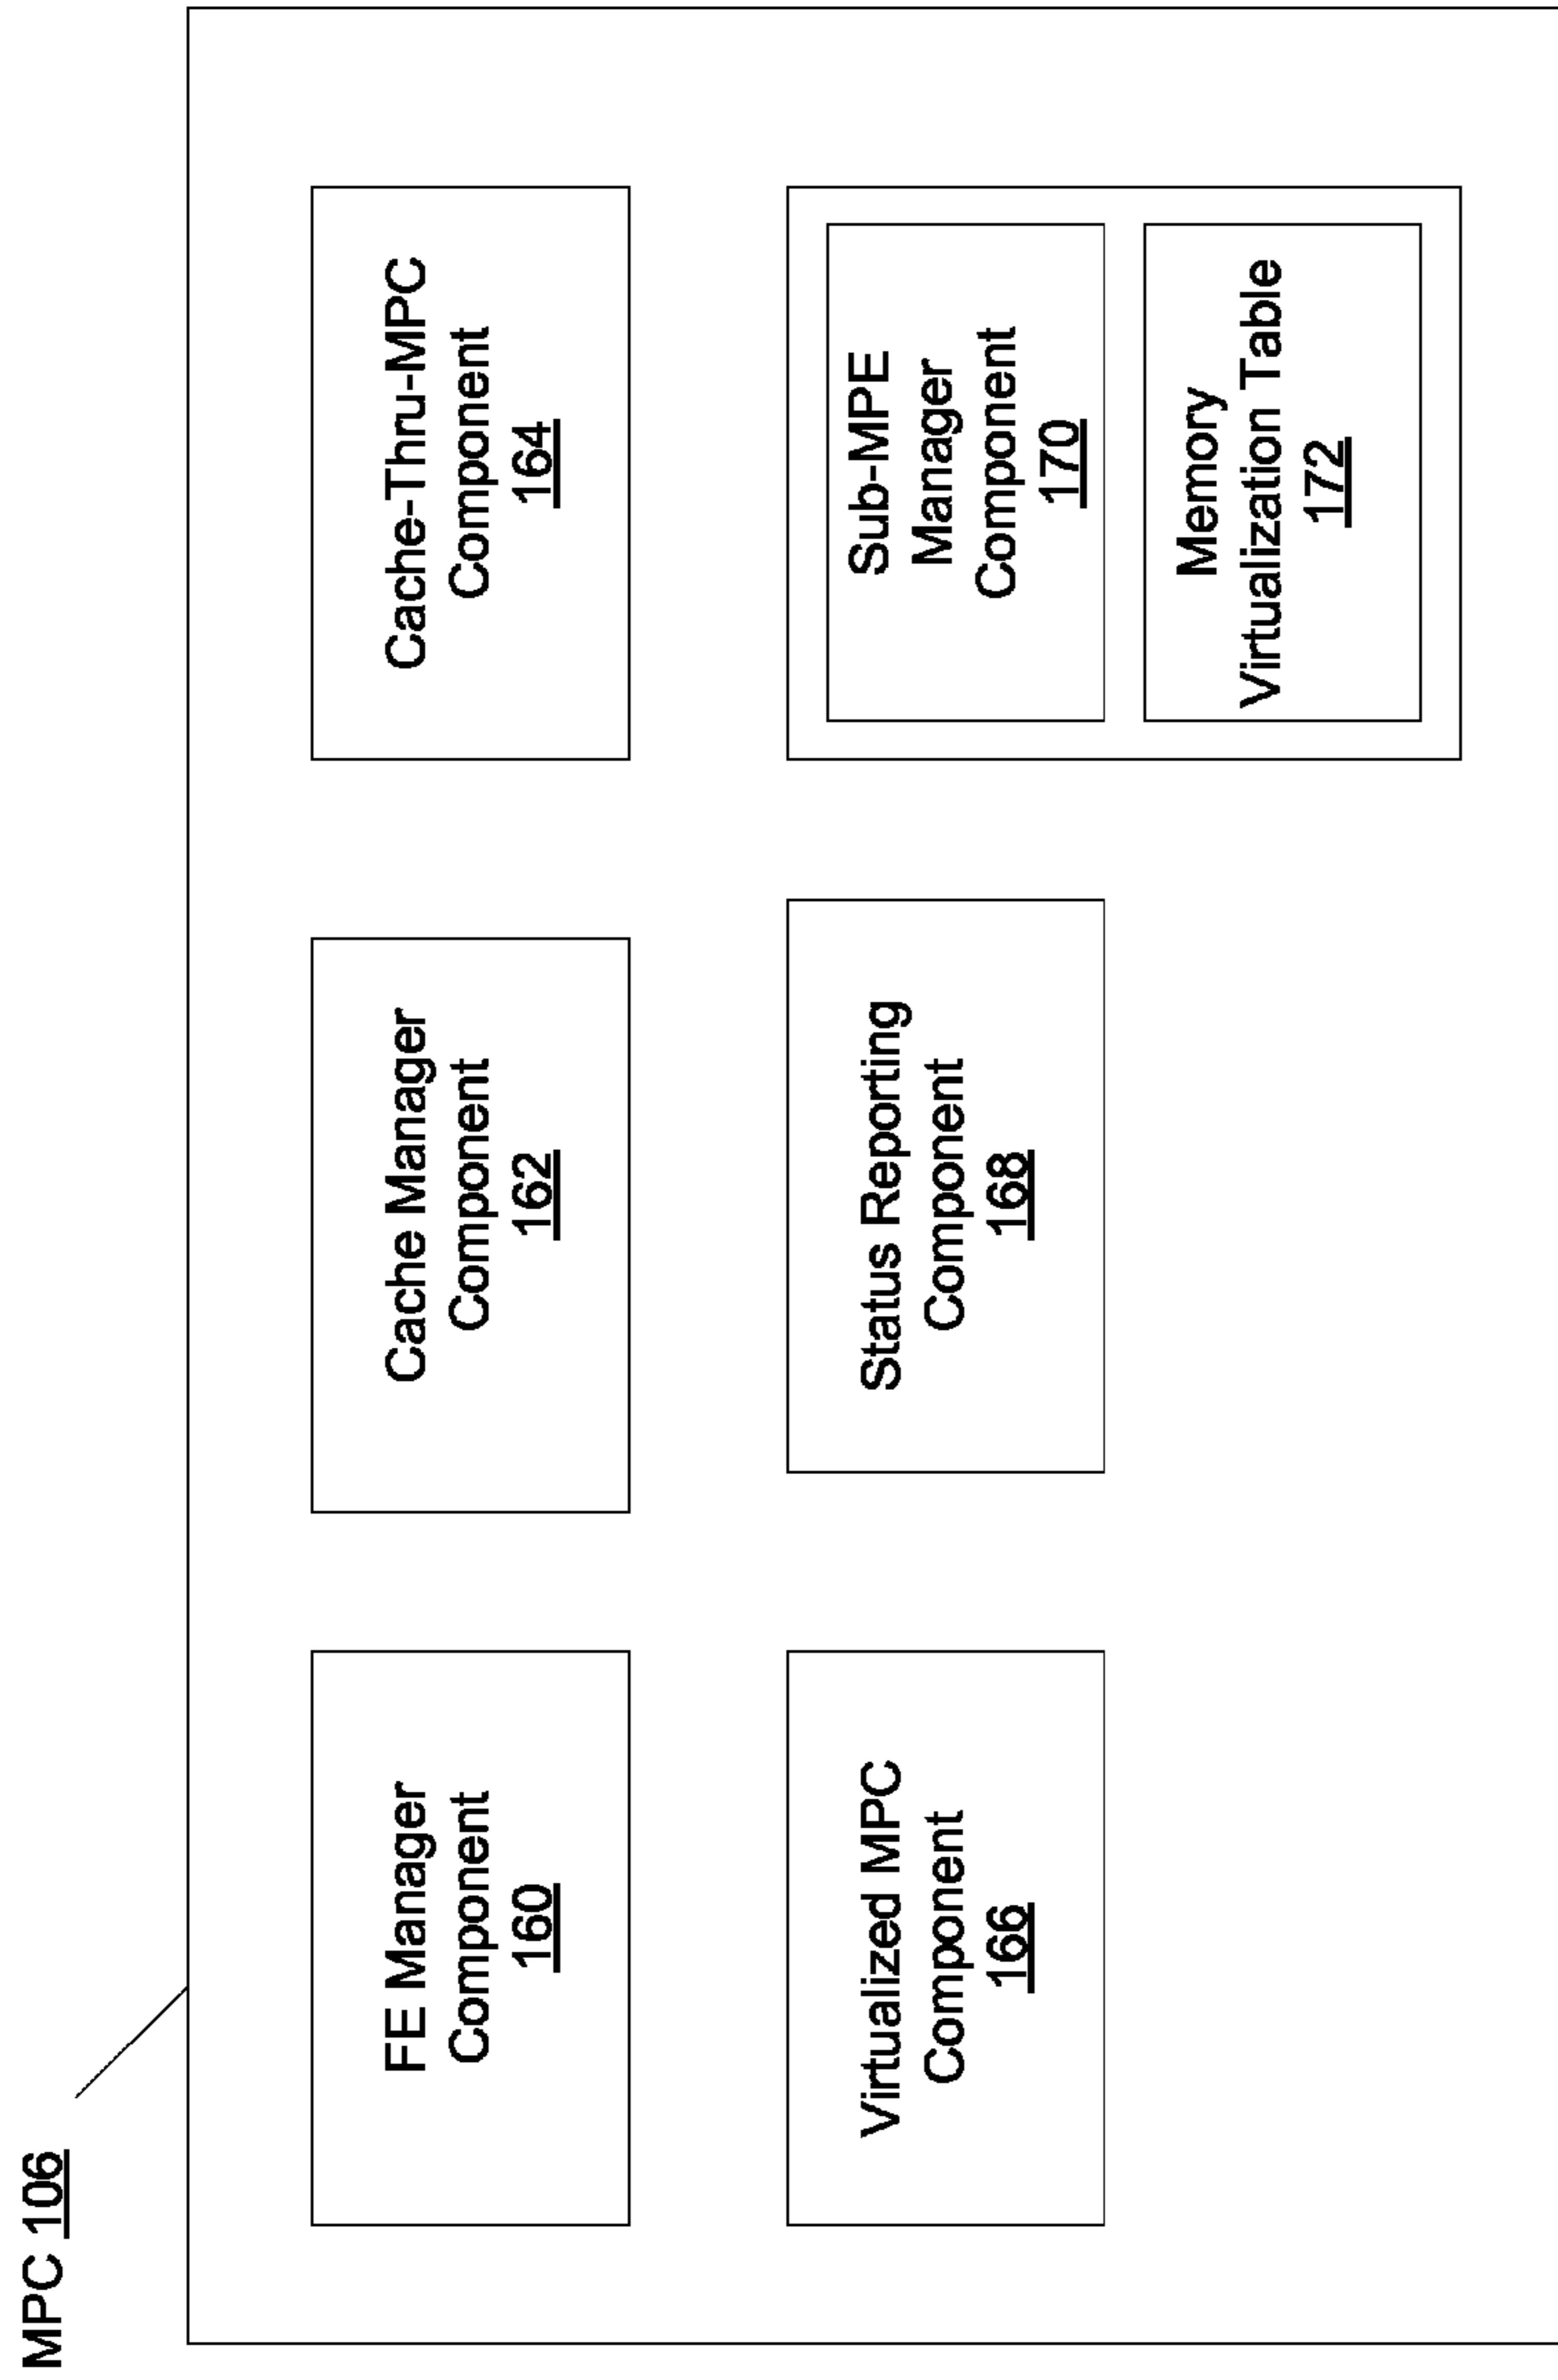 MPC 106
FE Manager
Component
160
Cache Manager
Component
162
Cache-Thru-MPC
Component
164
Virtualized MPC
Component
166
Status Reporting
Component
168
Sub-MPE
Manager
Component
170
Memory
Virtualization Table
172